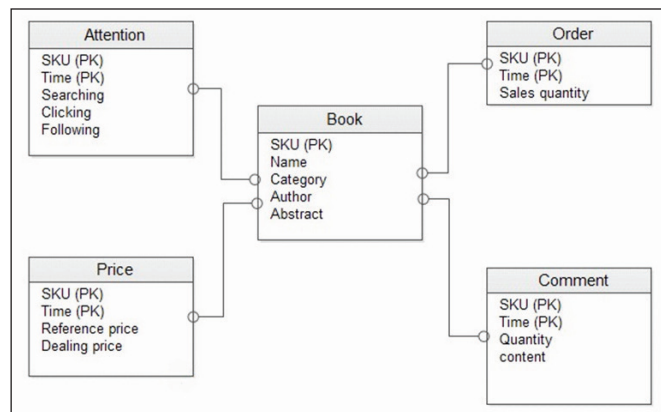 Attention
SKU (PK)
Time (PK)
Searching
Clicking
Following
Order
SKU (PK)
Time (PK)
Sales quantity
Book
SKU (PK)
Name
Category
Author
Abstract
Price
SKU (PK)
Time (PK)
Reference price
Dealing price
Comment
SKU (PK)
Time (PK)
Quantity
content